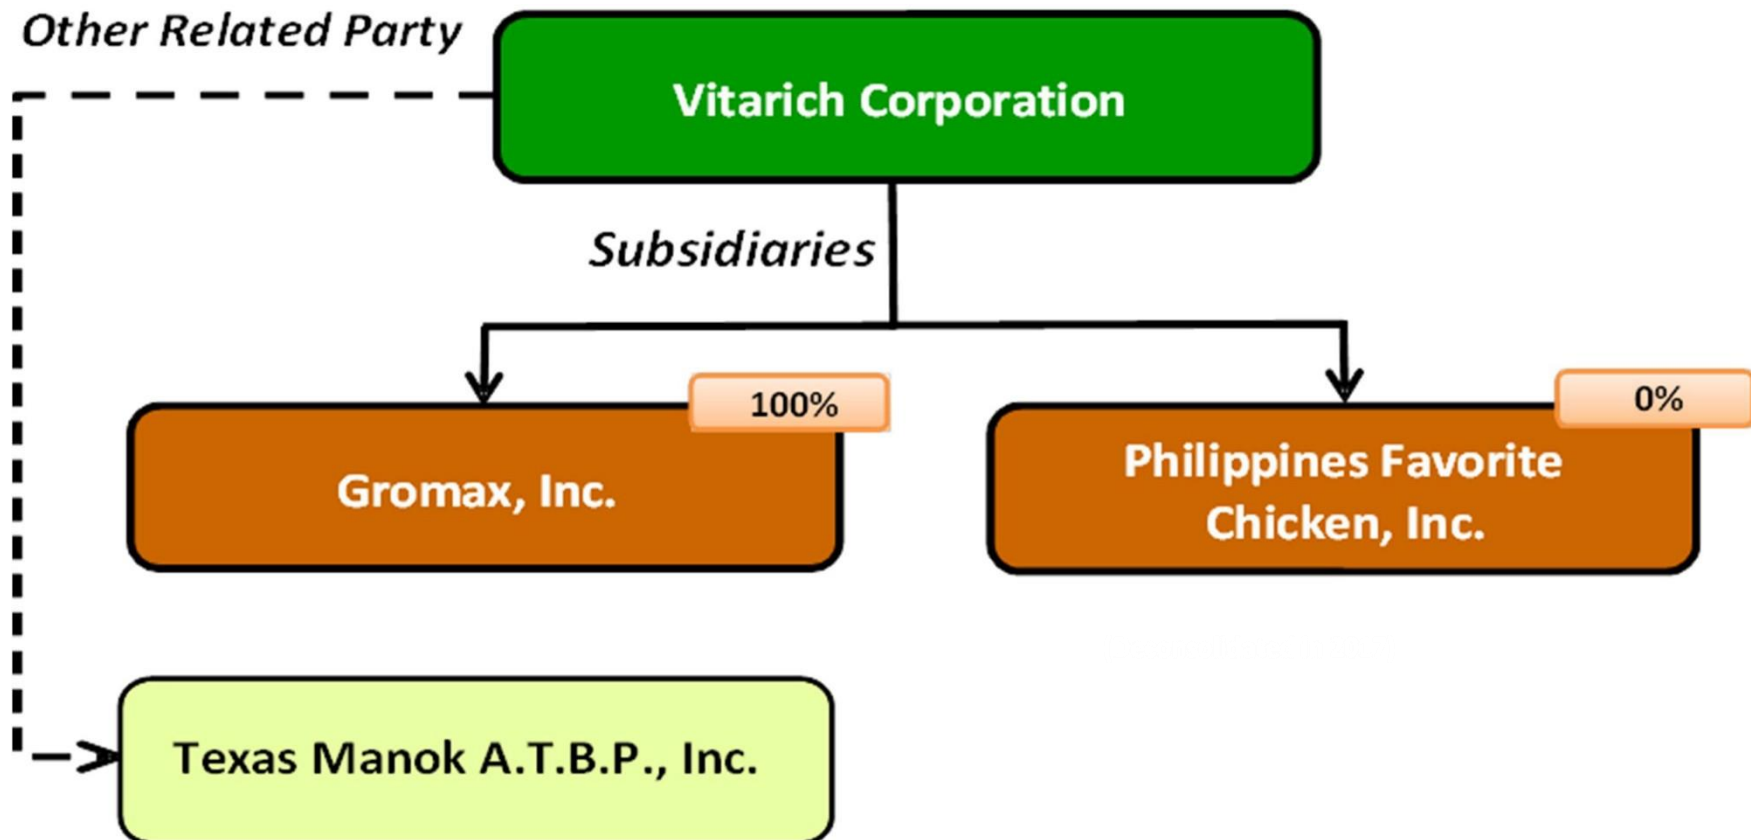 Other Related Party
Vitarich Corporation
Subsidiaries
100%
0%
Gromax, Inc.
Philippines Favorite
Chicken, Inc.
Texas Manok A.T.B.P., Inc.